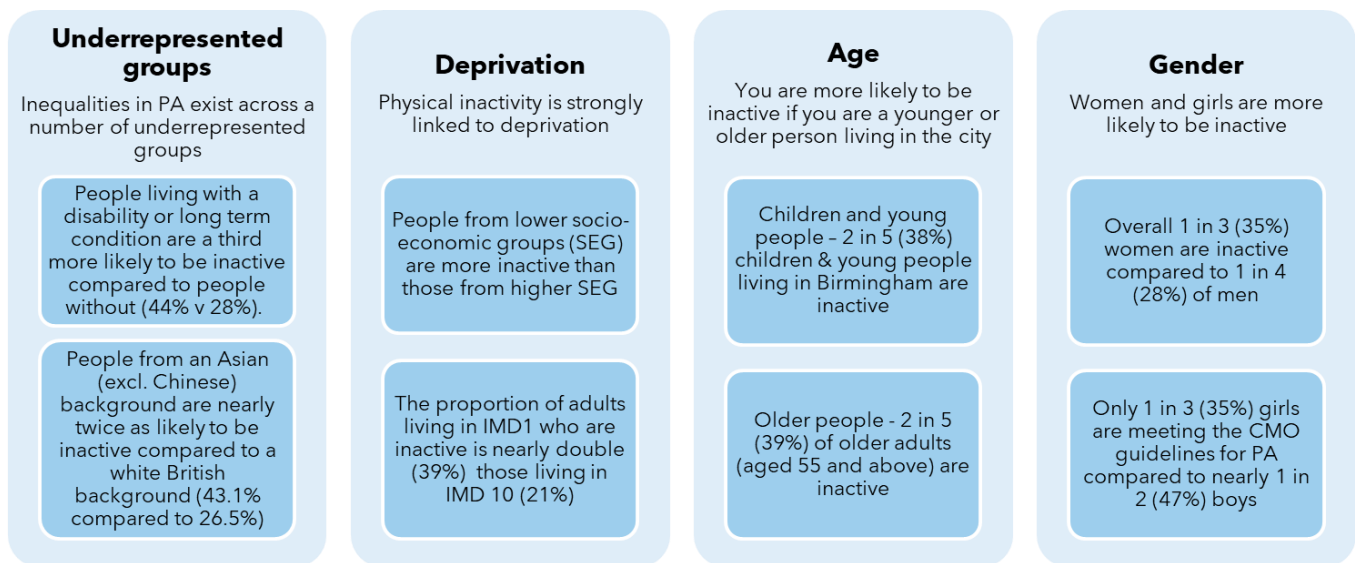 Underrepresented
groups
Inequalities in PA exist across a
number of underrepresented
groups
People living with a
disability or long term
condition are a third
more likely to be inactive
compared to people
without (44% v 28%).
People from an Asian
(excl. Chinese)
background are nearly
twice as likely to be
inactive compared to a
white British
background (43.1%
compared to 26.5%)
Deprivation
Physical inactivity is strongly
linked to deprivation
People from lower socio-
economic groups (SEG)
are more inactive than
those from higher SEG
The proportion of adults
living in IMD1 who are
inactive is nearly double
(39%) those living in
IMD 10 (21%)
Age
You are more likely to be
inactive if you are a younger or
older person living in the city
Children and young
people – 2 in 5 (38%)
children & young people
living in Birmingham are
inactive
Older people - 2 in 5
(39%) of older adults
(aged 55 and above) are
inactive
Gender
Women and girls are more
likely to be inactive
Overall 1 in 3 (35%)
women are inactive
compared to 1 in 4
(28%) of men
Only 1 in 3 (35%) girls
are meeting the CMO
guidelines for PA
compared to nearly 1 in
2 (47%) boys